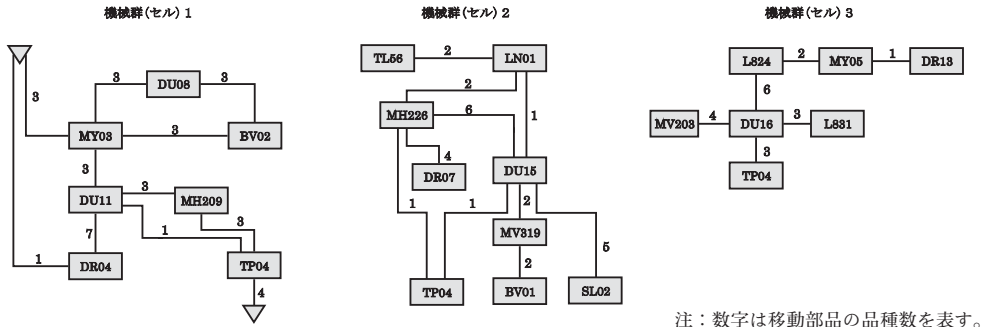 機械群(セル) 1
3
DU08
3
3
MY03
3
BV02
3
DU11
3
MH209
3
1
7
1
DR04
TP04
4
機械群(セル) 2
TL56
2
LN01
2
MH226
6
1
4
DR07
DU15
1
1
2
MV319
5
2
TP04
BV01
SL02
機械群(セル) 3
L824
2
MY05
1
DR13
6
MV203
4
DU16
3
L831
3
TP04
注：数字は移動部品の品種数を表す。